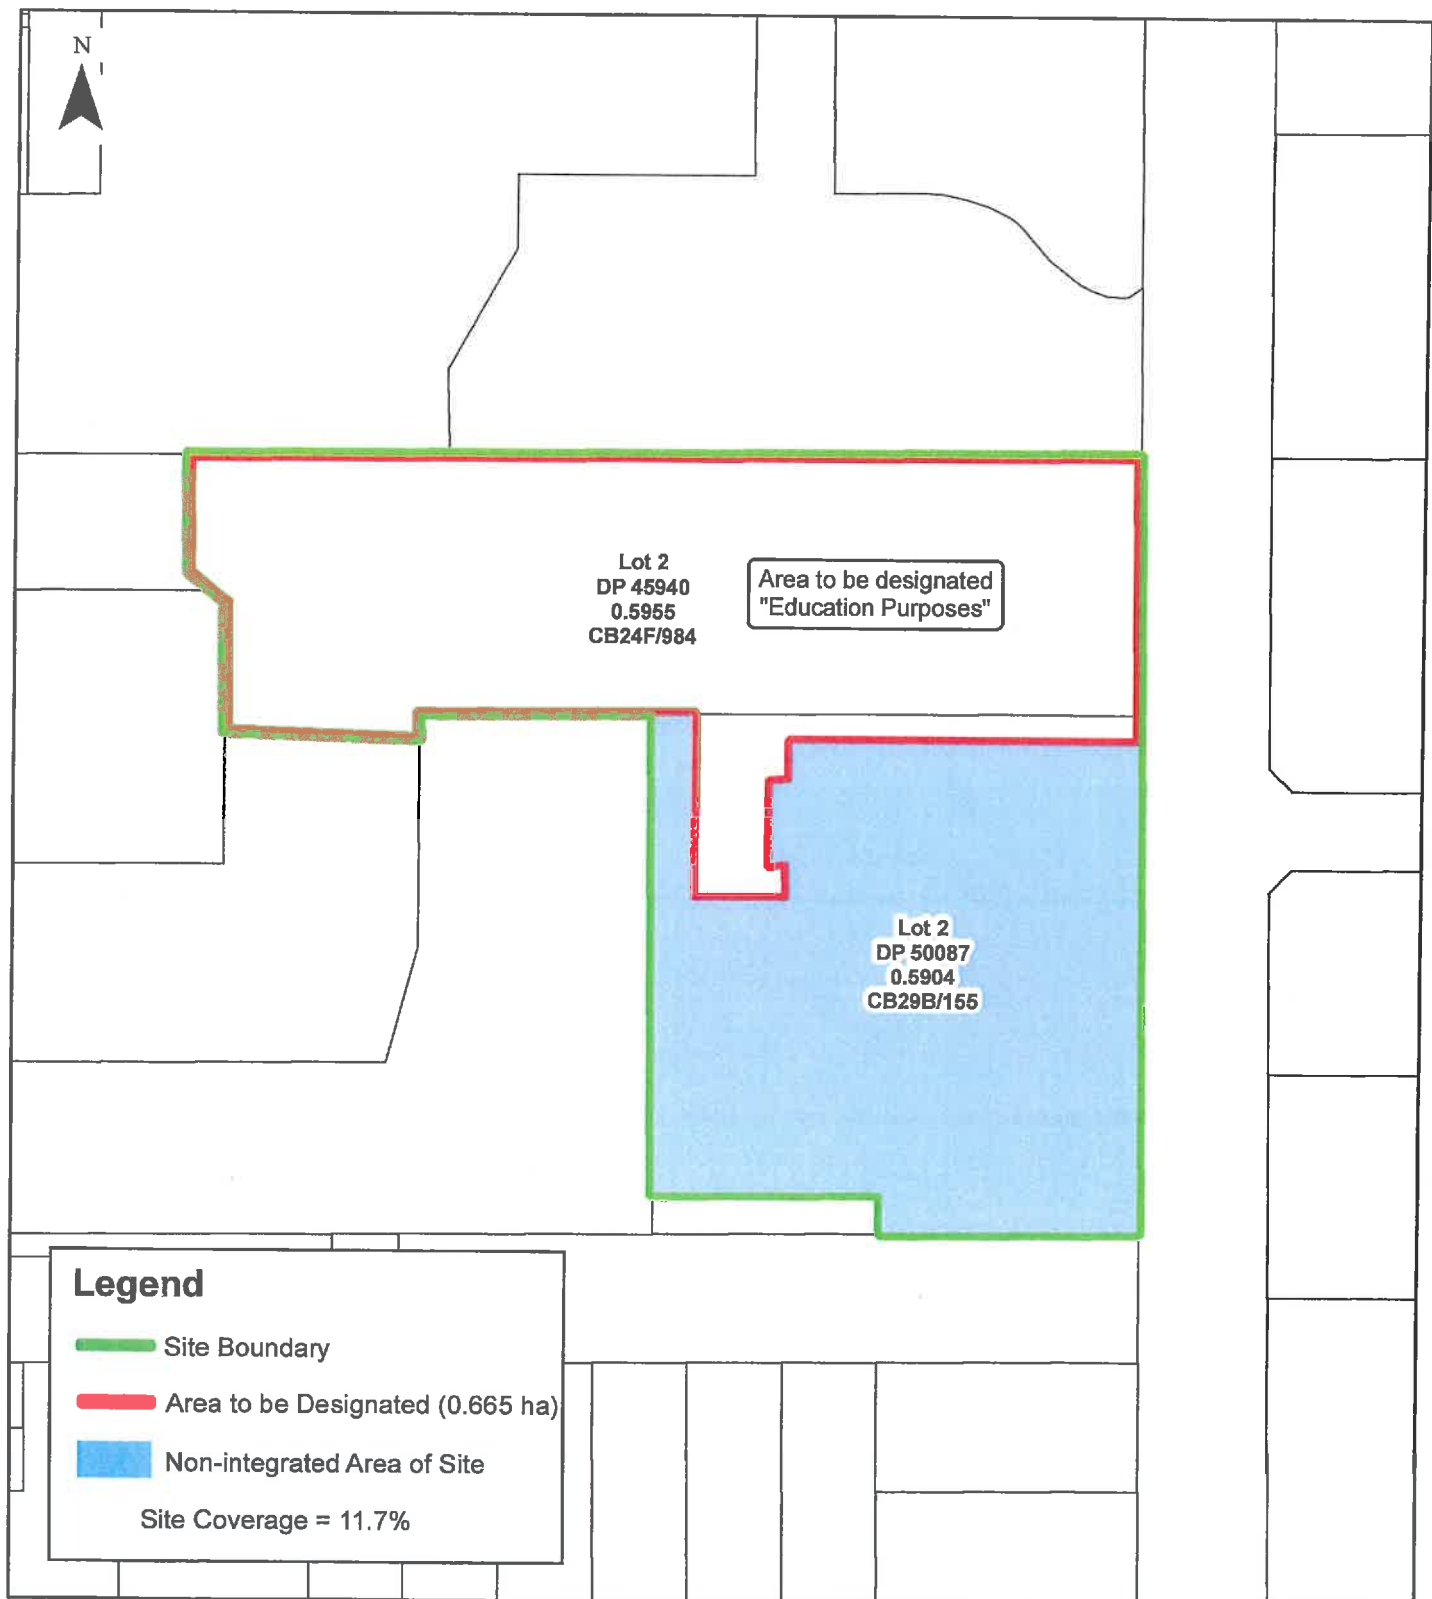 N
Lot 2
DP 45940
0.5955
CB24F/984
Area to be designated
"Education Purposes"
Lot 2
DP 50087
0.5904
CB29B/155
Legend
Site Boundary
Area to be Designated (0.665 ha)
Non-integrated Area of Site
Site Coverage = 11.7%